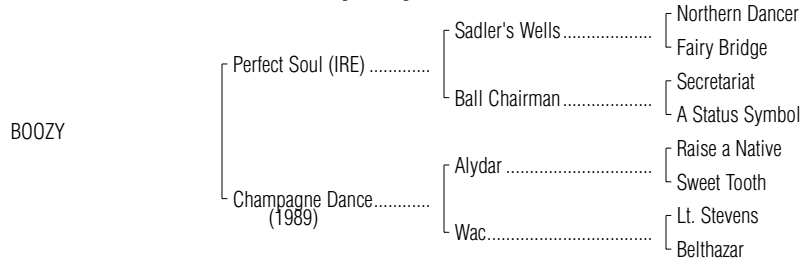 Northern Dancer
Sadler's Wells...................
Fairy Bridge
Perfect Soul (IRE) .............
Secretariat
Ball Chairman...................
A Status Symbol
BOOZY
Raise a Native
Alydar ...............................
Sweet Tooth
Champagne Dance............
(1989)
Lt. Stevens
Wac...................................
Belthazar